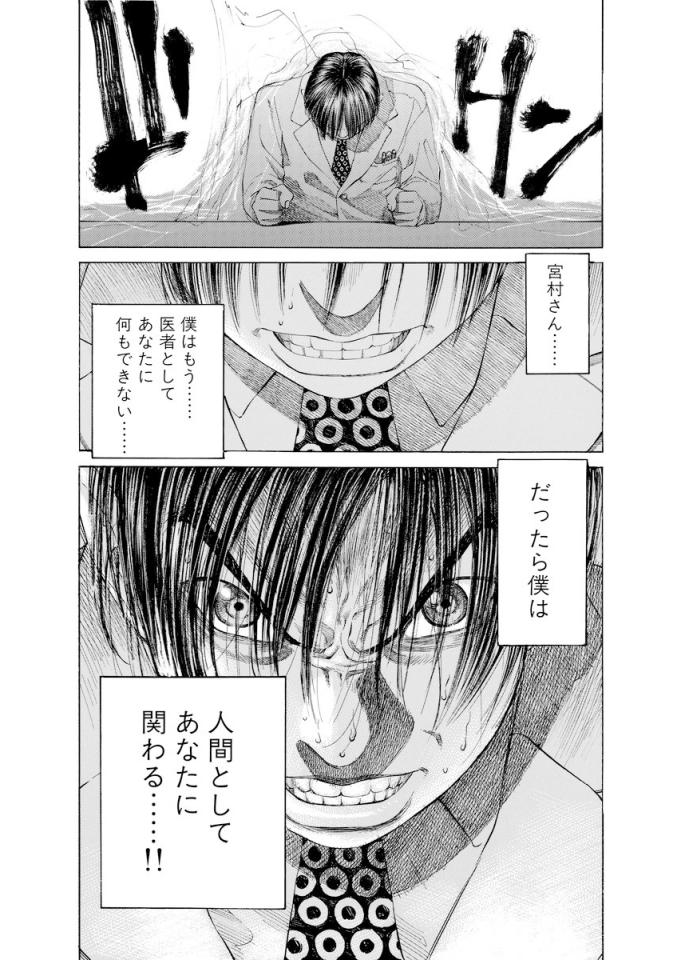 ドン
!!
宮村さん……
僕はもう……
医者として
あなたに
何もできない……
だったら僕は
人間として
あなたに
関わる……!!